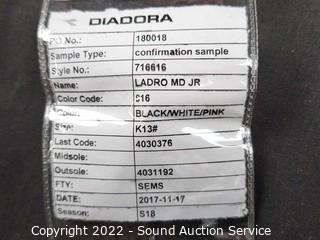 DIADORA
PO No.: 180018
Sample Type: confirmation sample
Style No.: 716616
Name: LADRO MD JR
Color Code: C16
Colour: BLACK/WHITE/PINK
Size: K13#
Last Code: 4030376
Midsole:
Outsole: 4031192
FTY: SEMS
DATE: 2017-11-17
Season: S18
Copyright 2022 - Sound Auction Service